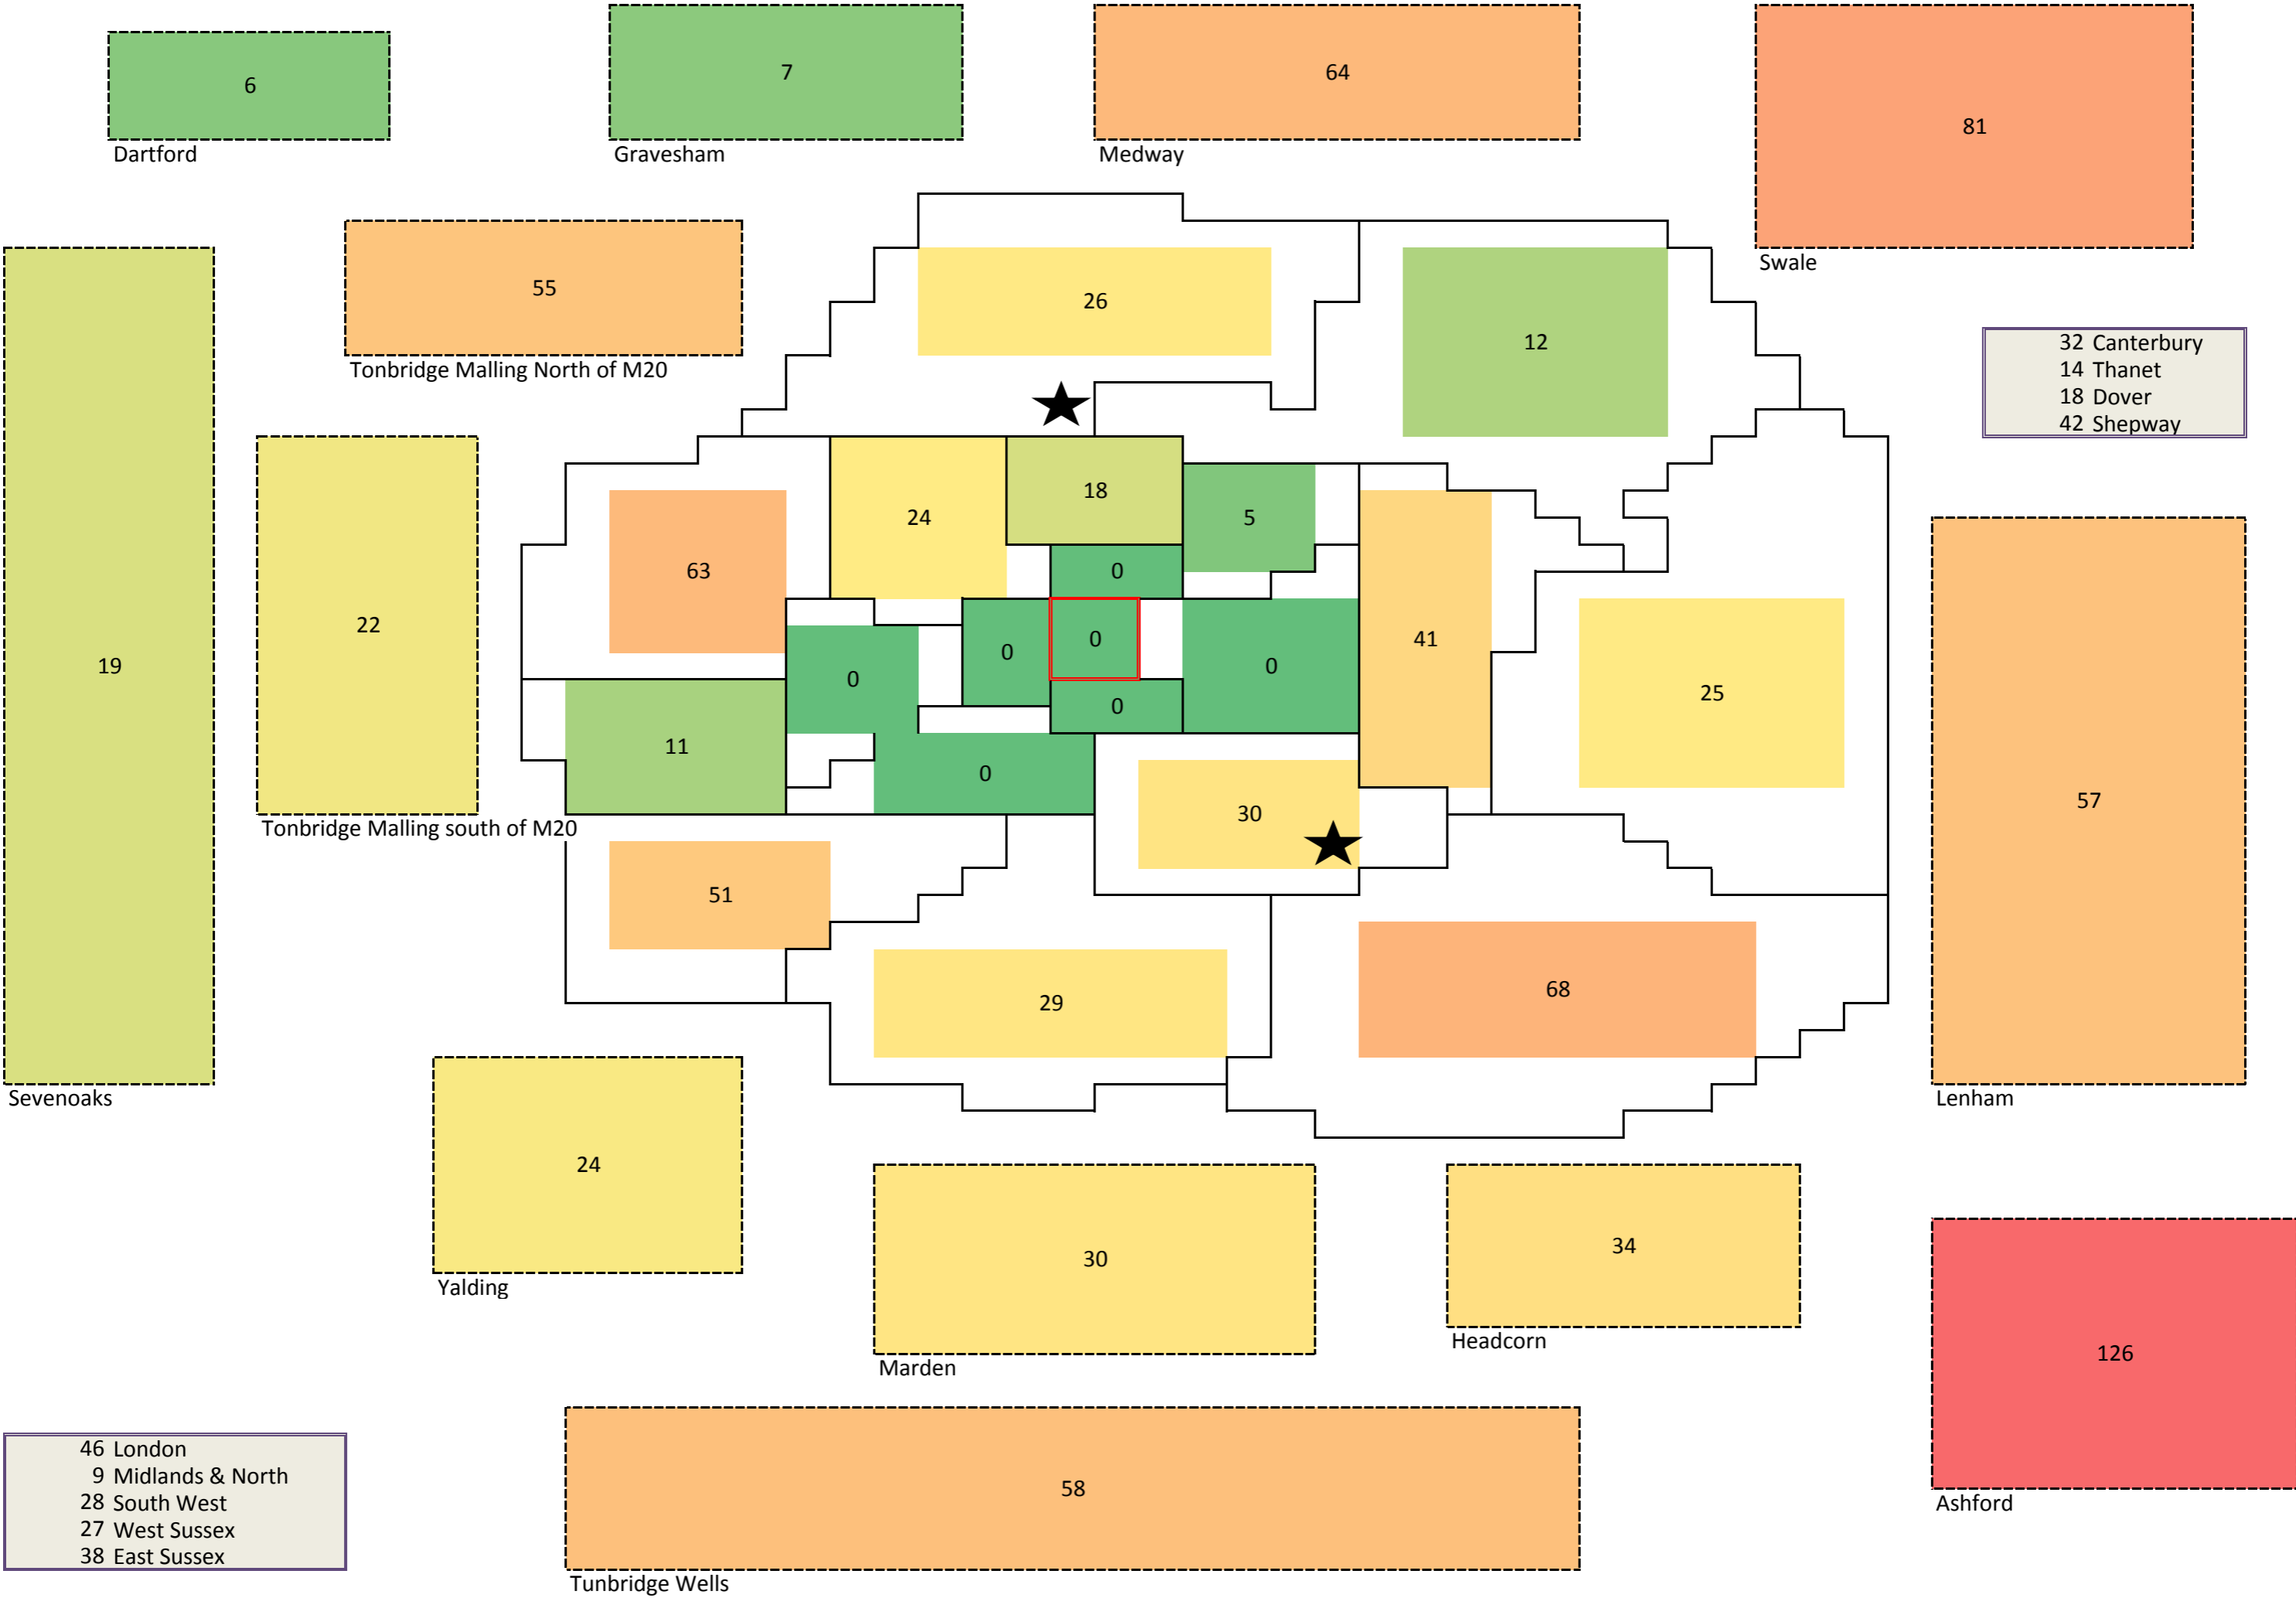 6
Dartford
7
Gravesham
64
Medway
81
Swale
55
Tonbridge Malling North of M20
26
12
32 Canterbury
14 Thanet
18 Dover
42 Shepway
19
Sevenoaks
22
Tonbridge Malling south of M20
63
24
18
5
0
0
0
0
0
0
41
25
11
0
30
57
Lenham
51
29
68
24
Yalding
30
Marden
34
Headcorn
126
Ashford
46 London
9 Midlands & North
28 South West
27 West Sussex
38 East Sussex
58
Tunbridge Wells